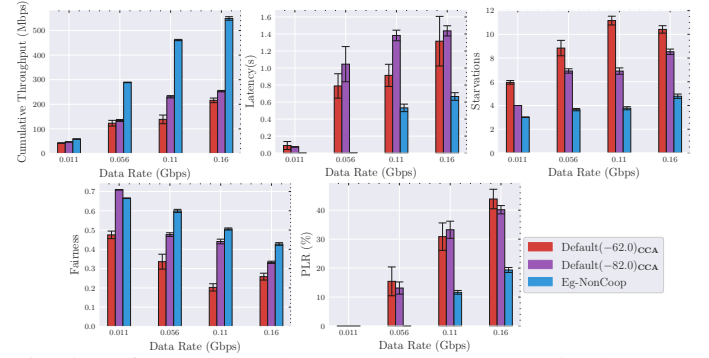 Cumulative Throughput (Mbps)
500
400
300
200
100
0
0.011 0.056 0.11 0.16
Data Rate (Gbps)
Latency(s)
1.6
1.4
1.2
1.0
0.8
0.6
0.4
0.2
0.0
0.011 0.056 0.11 0.16
Data Rate (Gbps)
Starvations
12
10
8
6
4
2
0
0.011 0.056 0.11 0.16
Data Rate (Gbps)
Fairness
0.7
0.6
0.5
0.4
0.3
0.2
0.1
0.0
0.011 0.056 0.11 0.16
Data Rate (Gbps)
PLR (%)
40
30
20
10
0
0.011 0.056 0.11 0.16
Data Rate (Gbps)
Default(−62.0)CCA
Default(−82.0)CCA
Eg-NonCoop